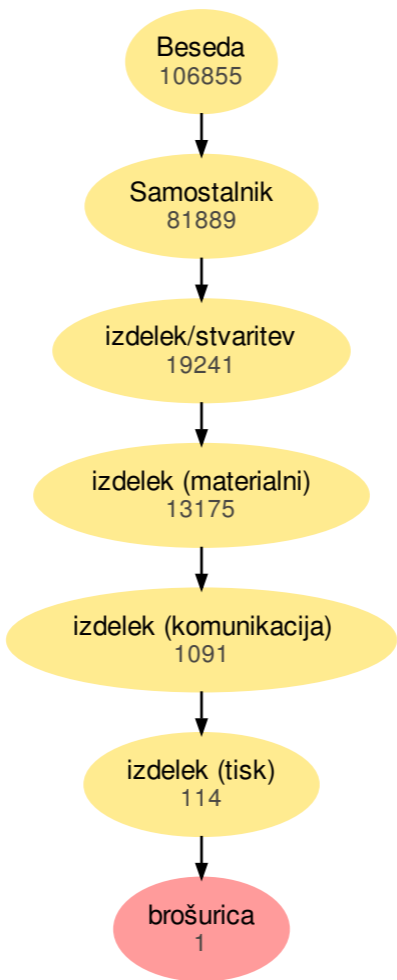 Beseda
106855
Samostalnik
81889
izdelek/stvaritev
19241
izdelek (materialni)
13175
izdelek (komunikacija)
1091
izdelek (tisk)
114
brošurica
1